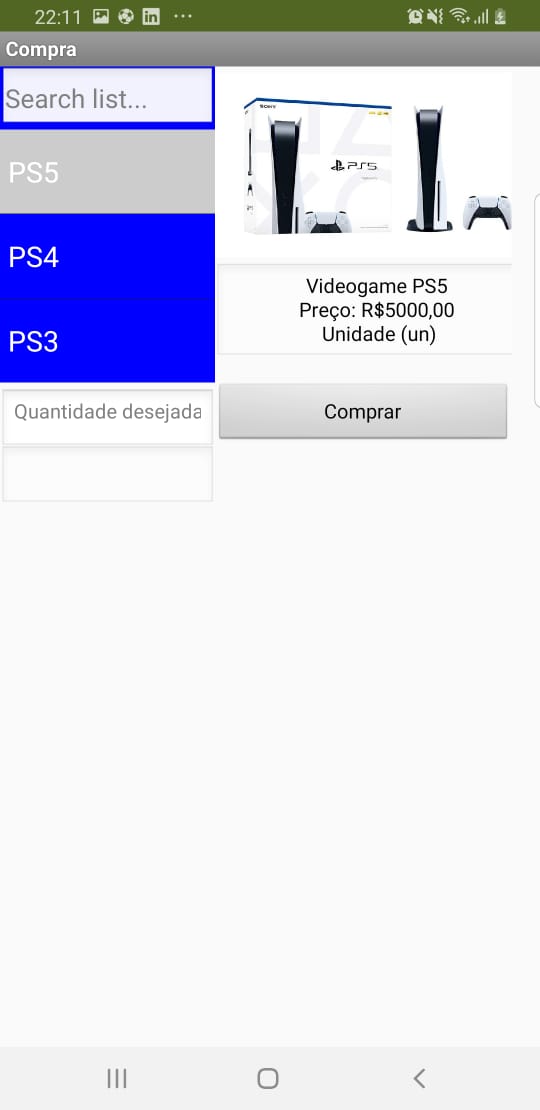 22:11
Compra
Search list...
PS5
PS4
PS3
SONY
PS5
Videogame PS5
Preço: R$5000,00
Unidade (un)
Quantidade desejada
Comprar